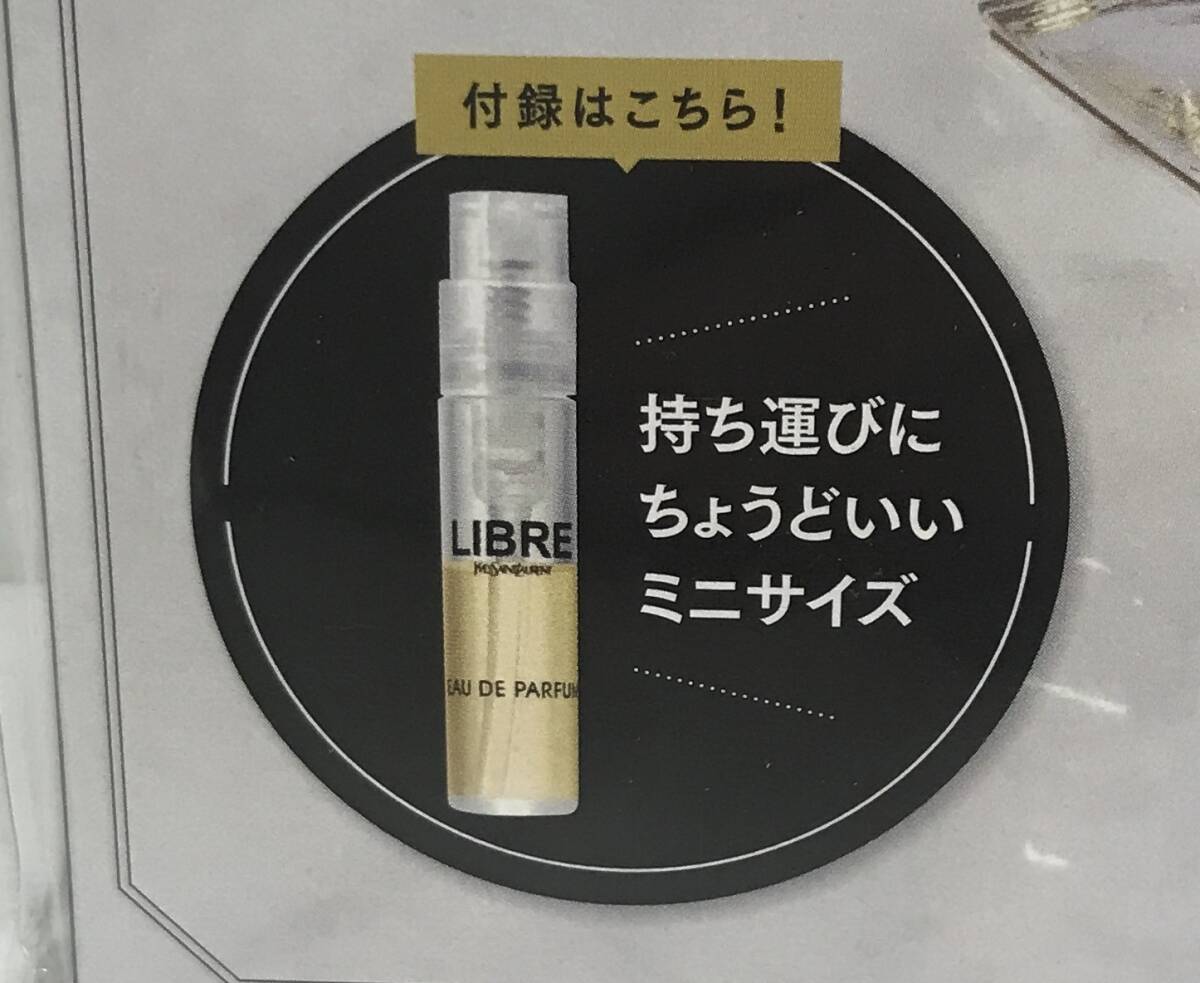 付録はこちら!
持ち運びに
ちょうどいい
ミニサイズ
LIBRE
YVESSAINTLAURENT
EAU DE PARFUM